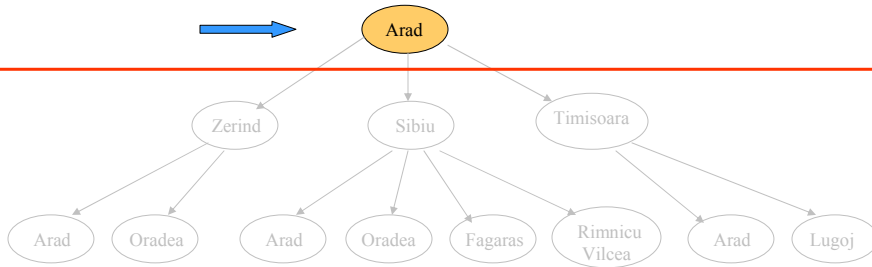 Arad
Zerind
Sibiu
Timisoara
Arad
Oradea
Arad
Oradea
Fagaras
Rimnicu
Vilcea
Arad
Lugoj